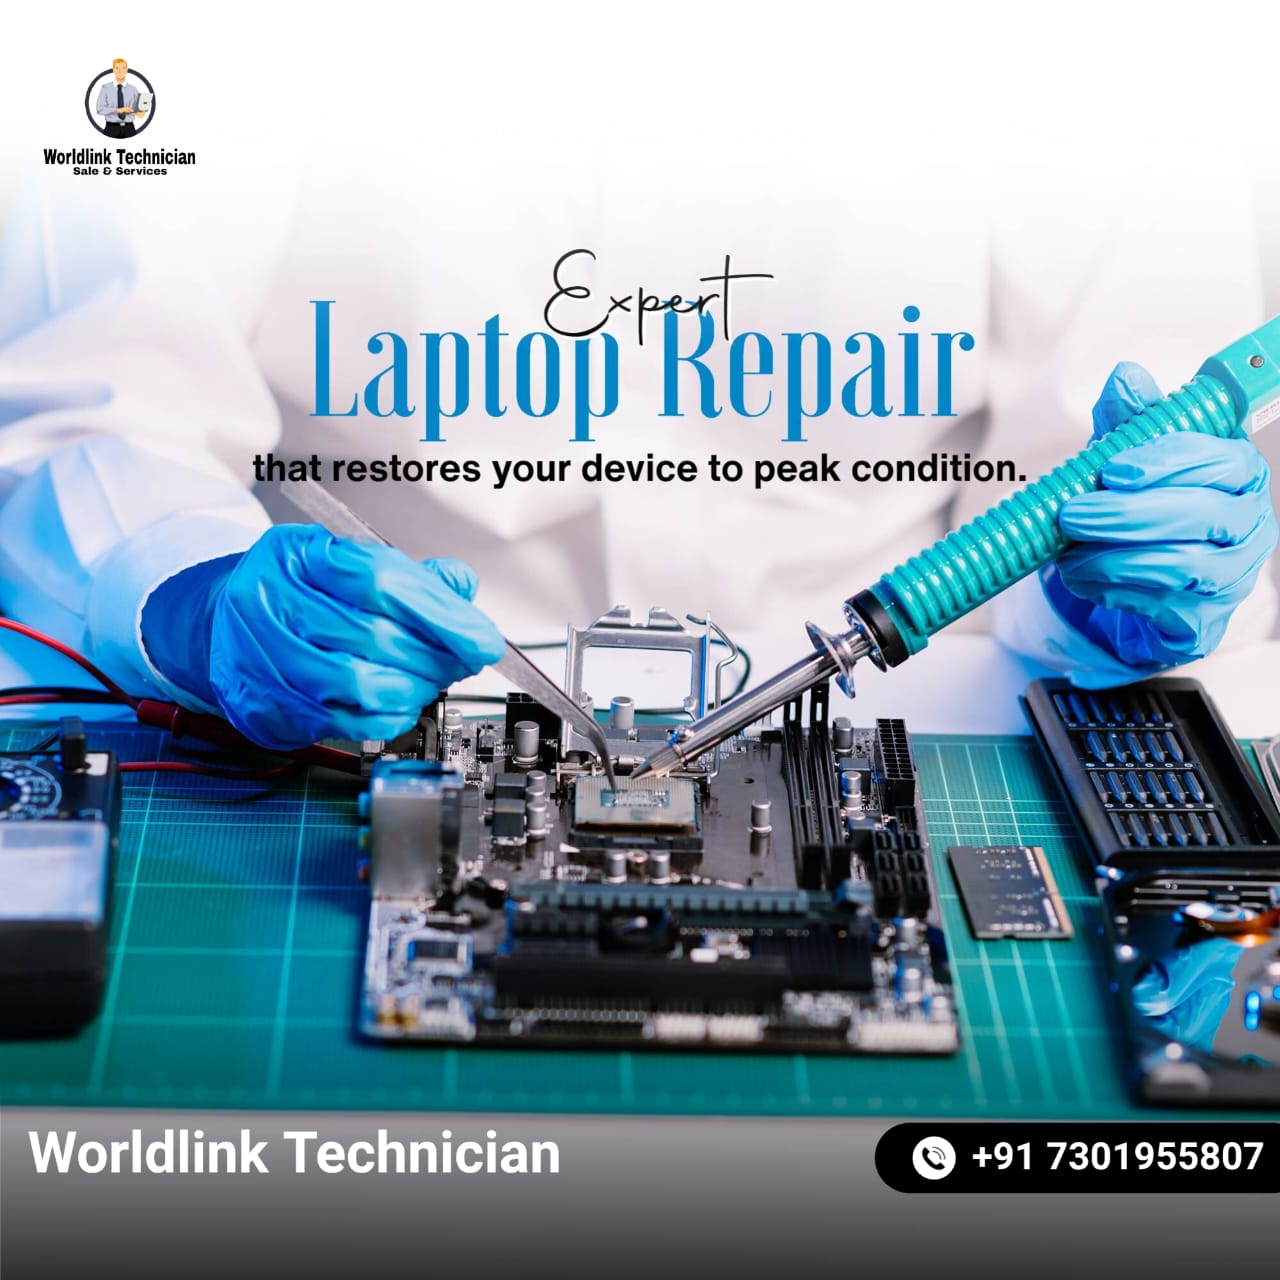 Worldlink Technician
Sale & Services
Expert
Laptop Repair
that restores your device to peak condition.
Worldlink Technician
+91 7301955807